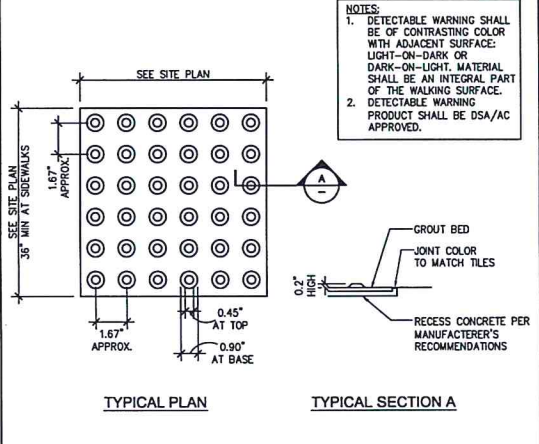 NOTES:
1. DETECTABLE WARNING SHALL
BE OF CONTRASTING COLOR
WITH ADJACENT SURFACE:
LIGHT-ON-DARK OR
DARK-ON-LIGHT. MATERIAL
SHALL BE AN INTEGRAL PART
OF THE WALKING SURFACE.
2. DETECTABLE WARNING
PRODUCT SHALL BE DSA/AC
APPROVED.
SEE SITE PLAN
SEE SITE PLAN
36" MIN AT SIDEWALKS
1.67"
APPROX.
A
-
GROUT BED
JOINT COLOR
TO MATCH TILES
0.2"
HIGH
RECESS CONCRETE PER
MANUFACTERER'S
RECOMMENDATIONS
1.67"
APPROX.
0.45"
AT TOP
0.90"
AT BASE
TYPICAL PLAN
TYPICAL SECTION A